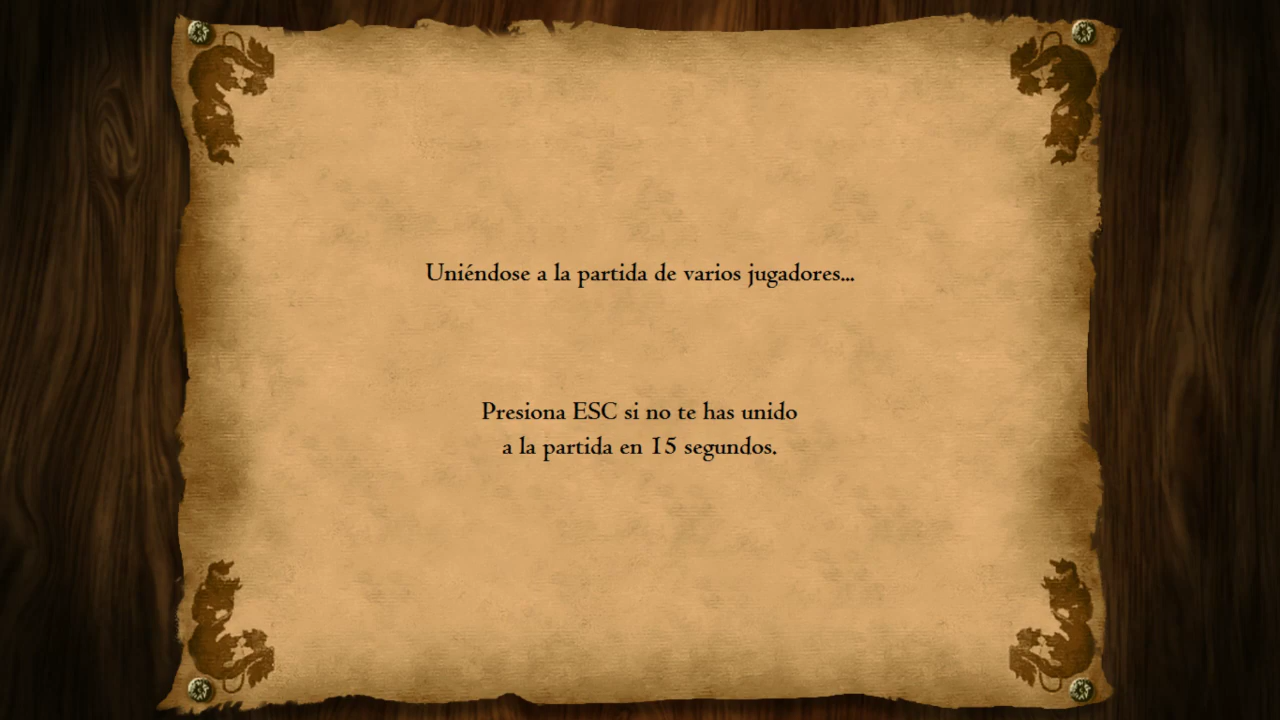 Uniéndose a la partida de varios jugadores...
Presiona ESC si no te has unido
a la partida en 15 segundos.